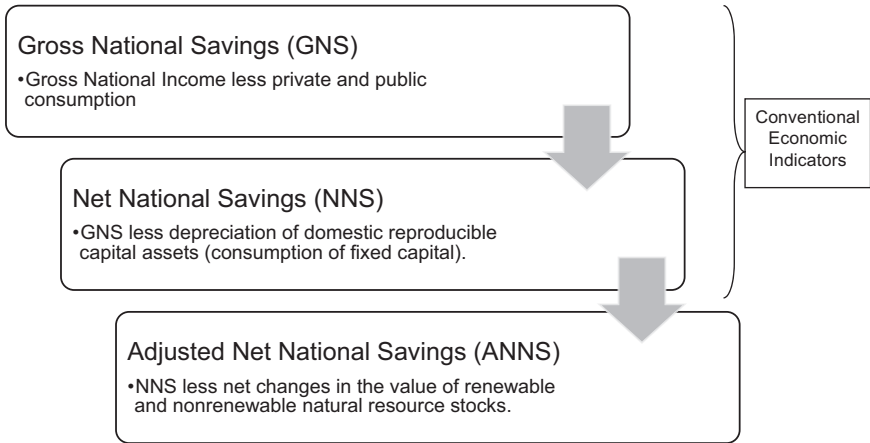 Gross National Savings (GNS)
•Gross National Income less private and public
consumption
Conventional
Economic
Indicators
Net National Savings (NNS)
•GNS less depreciation of domestic reproducible
capital assets (consumption of fixed capital).
Adjusted Net National Savings (ANNS)
•NNS less net changes in the value of renewable
and nonrenewable natural resource stocks.